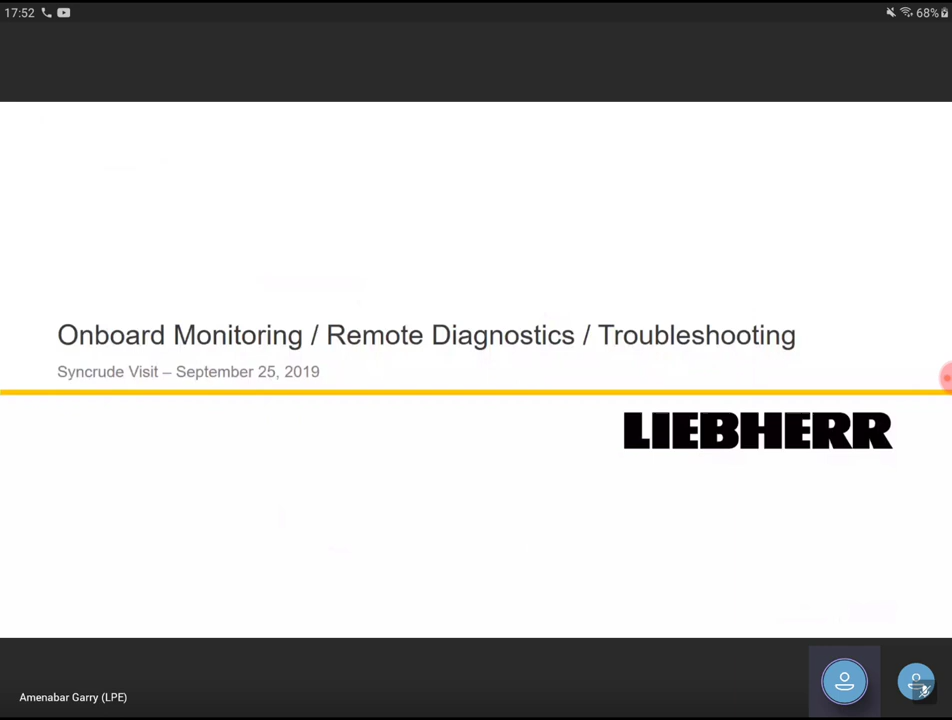 17:52
68%
Onboard Monitoring / Remote Diagnostics / Troubleshooting
Syncrude Visit – September 25, 2019
LIEBHERR
Amenabar Garry (LPE)